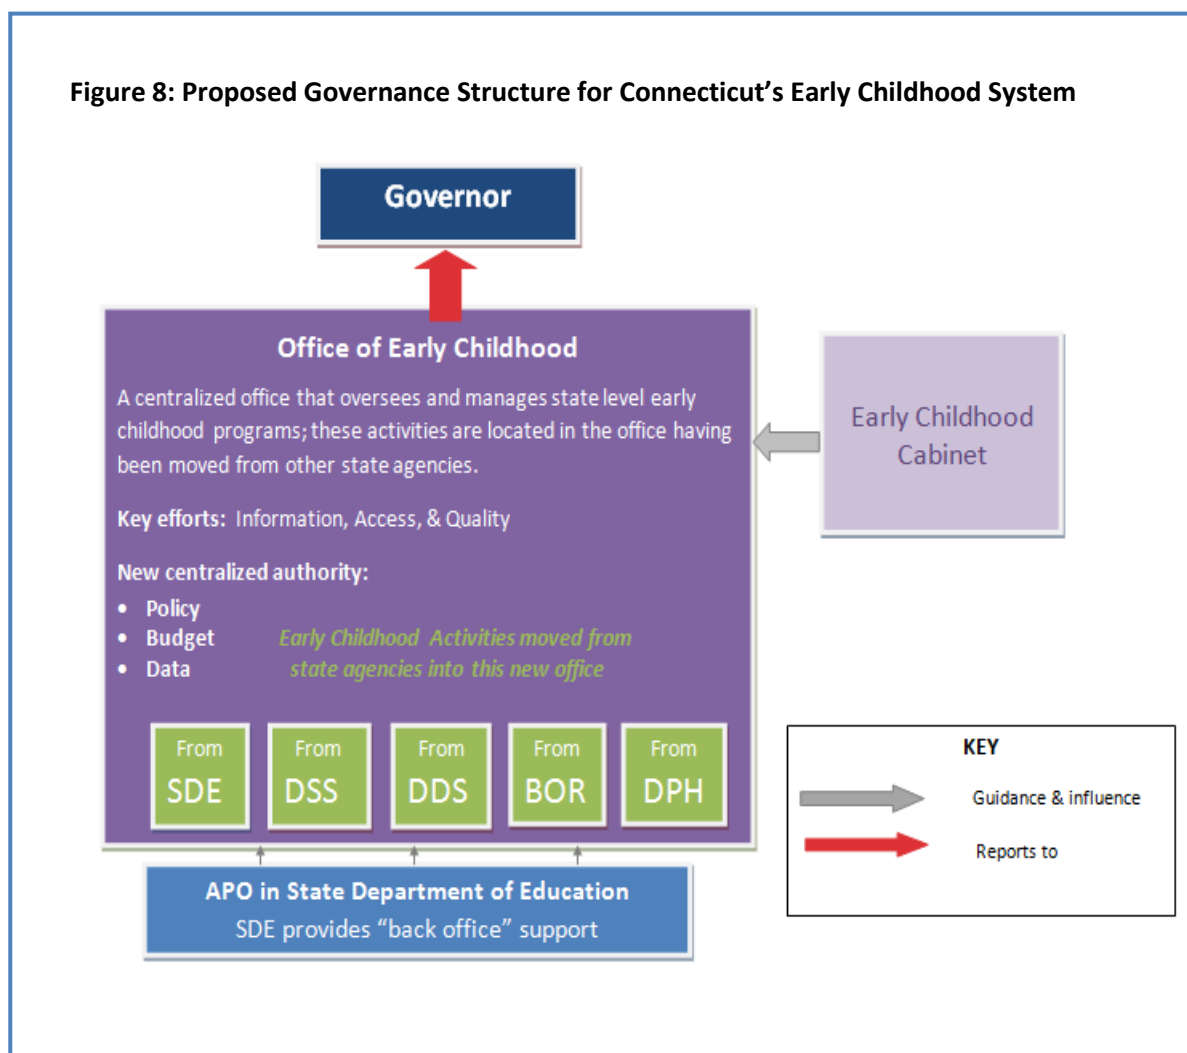 Figure 8: Proposed Governance Structure for Connecticut’s Early Childhood System
Governor
Office of Early Childhood
A centralized office that oversees and manages state level early
childhood programs; these activities are located in the office having
been moved from other state agencies.
Key efforts: Information, Access, & Quality
New centralized authority:
• Policy
• Budget
• Data
Early Childhood Activities moved from
state agencies into this new office
From
SDE
From
DSS
From
DDS
From
BOR
From
DPH
APO in State Department of Education
SDE provides “back office” support
Early Childhood
Cabinet
KEY
Guidance & influence
Reports to